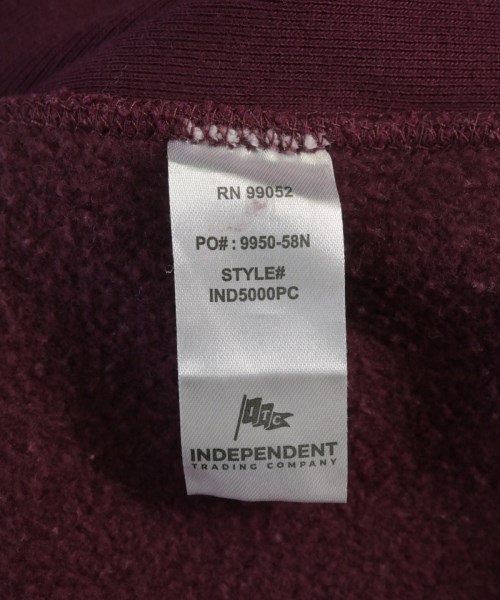 RN 99052
PO# : 9950-58N
STYLE#
IND5000PC
ITC
INDEPENDENT
TRADING COMPANY